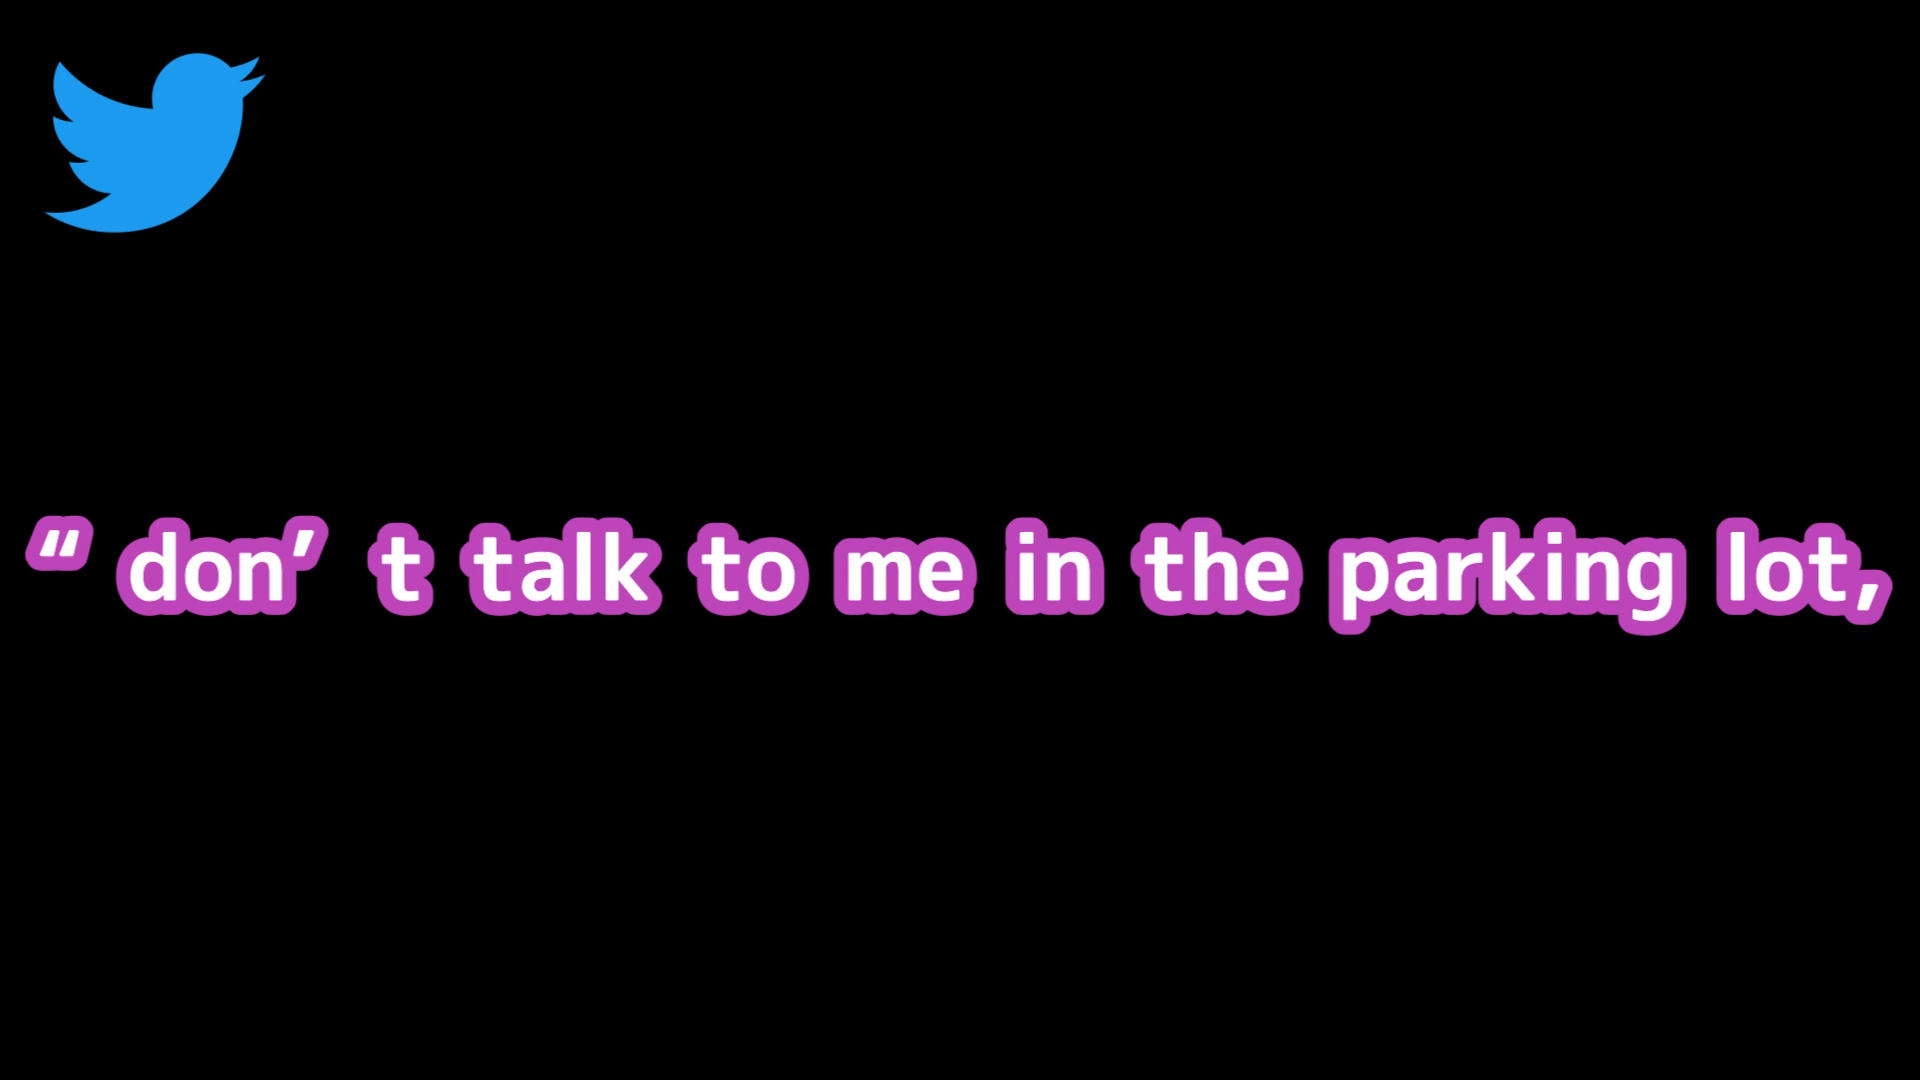 “ don’ t talk to me in the parking lot,